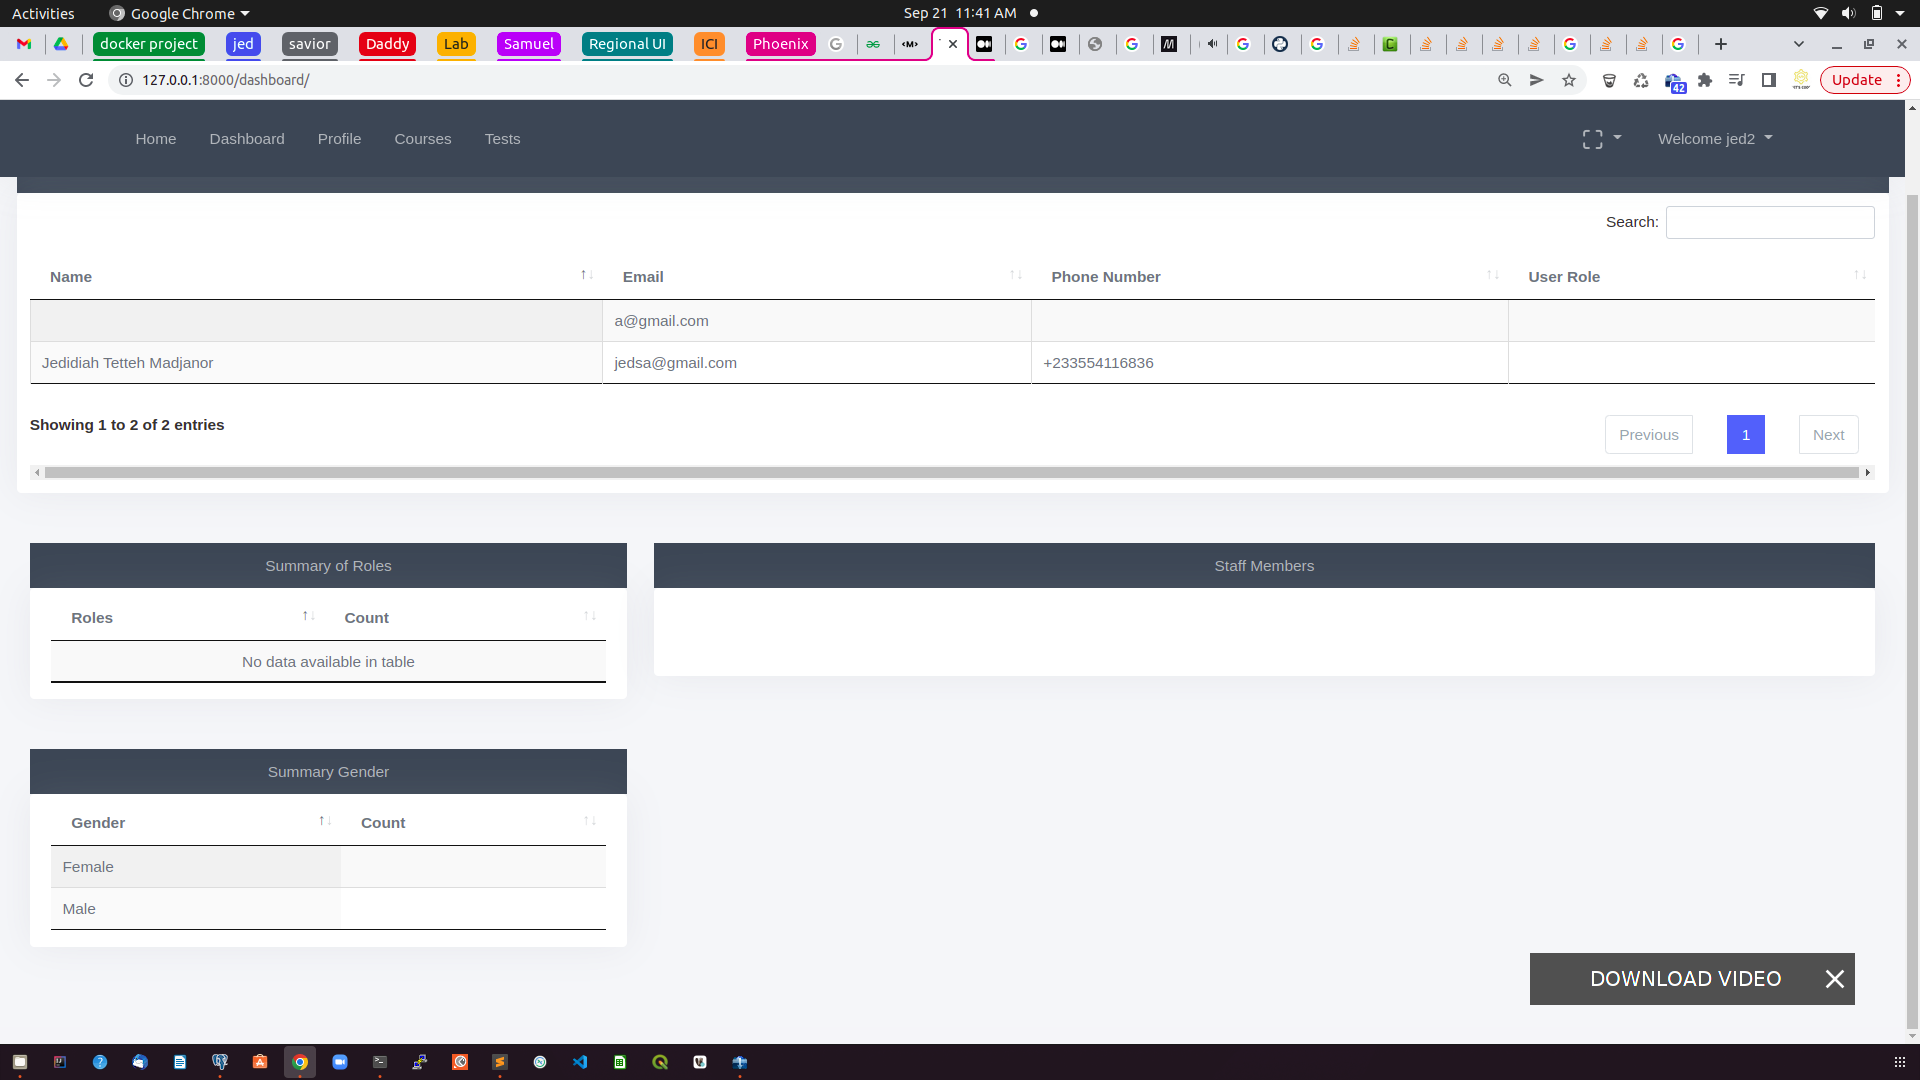 Activities Google Chrome Sep 21 11:41 AM
docker project jed savior Daddy Lab Samuel Regional UI ICI Phoenix
127.0.0.1:8000/dashboard/ 42 Update
Home Dashboard Profile Courses Tests Welcome jed2
Search:
Name Email Phone Number User Role
a@gmail.com
Jedidiah Tetteh Madjanor jedsa@gmail.com +233554116836
Showing 1 to 2 of 2 entries Previous 1 Next
Summary of Roles Staff Members
Roles Count
No data available in table
Summary Gender
Gender Count
Female
Male
DOWNLOAD VIDEO